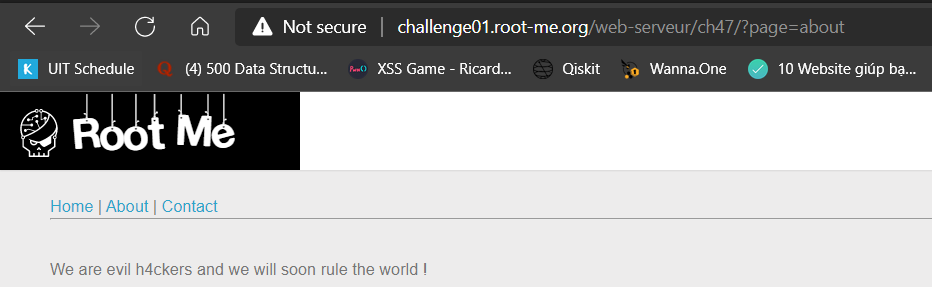 Not secure | challenge01.root-me.org/web-serveur/ch47/?page=about
K UIT Schedule Q (4) 500 Data Structu... XSS Game - Ricard... Qiskit Wanna.One 10 Website giúp bạ...
Root Me
Home | About | Contact
We are evil h4ckers and we will soon rule the world !